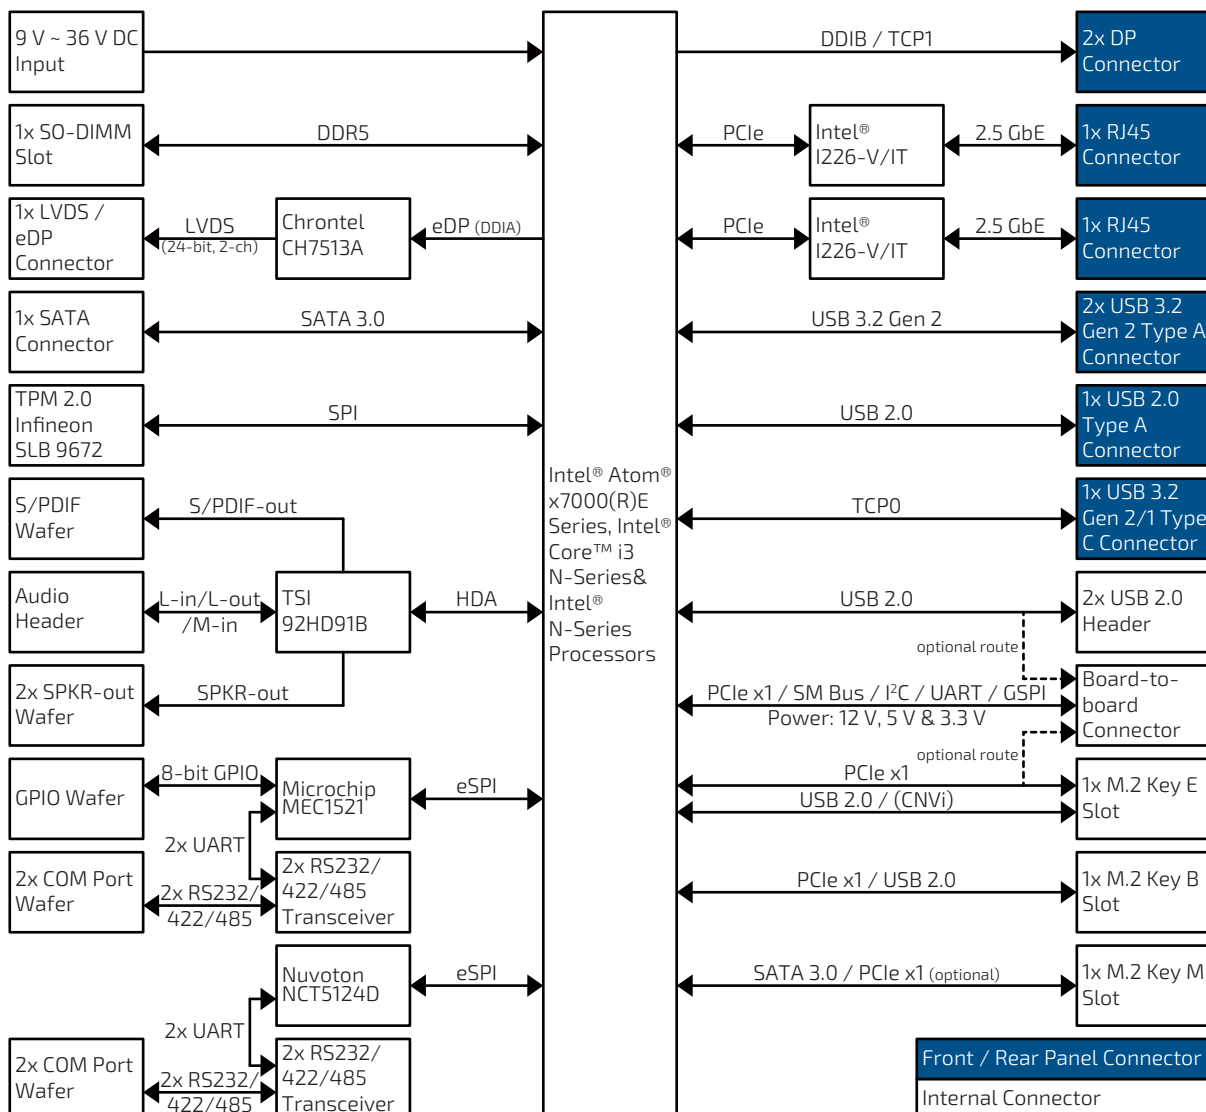 9 V ~ 36 V DC
Input
DDIB / TCP1
2x DP
Connector
1x SO-DIMM
Slot
DDR5
PCIe
Intel®
I226-V/IT
2.5 GbE
1x RJ45
Connector
1x LVDS /
eDP
Connector
LVDS
(24-bit, 2-ch)
Chrontel
CH7513A
eDP (DDIA)
PCIe
Intel®
I226-V/IT
2.5 GbE
1x RJ45
Connector
1x SATA
Connector
SATA 3.0
USB 3.2 Gen 2
2x USB 3.2
Gen 2 Type A
Connector
TPM 2.0
Infineon
SLB 9672
SPI
USB 2.0
1x USB 2.0
Type A
Connector
Intel® Atom®
x7000(R)E
Series, Intel®
Core™ i3
N-Series&
Intel®
N-Series
Processors
S/PDIF
Wafer
S/PDIF-out
TCP0
1x USB 3.2
Gen 2/1 Type
C Connector
Audio
Header
L-in/L-out
/M-in
TSI
92HD91B
HDA
USB 2.0
2x USB 2.0
Header
optional route
2x SPKR-out
Wafer
SPKR-out
PCIe x1 / SM Bus / I²C / UART / GSPI
Power: 12 V, 5 V & 3.3 V
Board-to-
board
Connector
optional route
GPIO Wafer
8-bit GPIO
Microchip
MEC1521
eSPI
PCIe x1
USB 2.0 / (CNVi)
1x M.2 Key E
Slot
2x UART
2x COM Port
Wafer
2x RS232/
422/485
2x RS232/
422/485
Transceiver
PCIe x1 / USB 2.0
1x M.2 Key B
Slot
Nuvoton
NCT5124D
eSPI
SATA 3.0 / PCIe x1 (optional)
1x M.2 Key M
Slot
2x UART
2x COM Port
Wafer
2x RS232/
422/485
2x RS232/
422/485
Transceiver
Front / Rear Panel Connector
Internal Connector